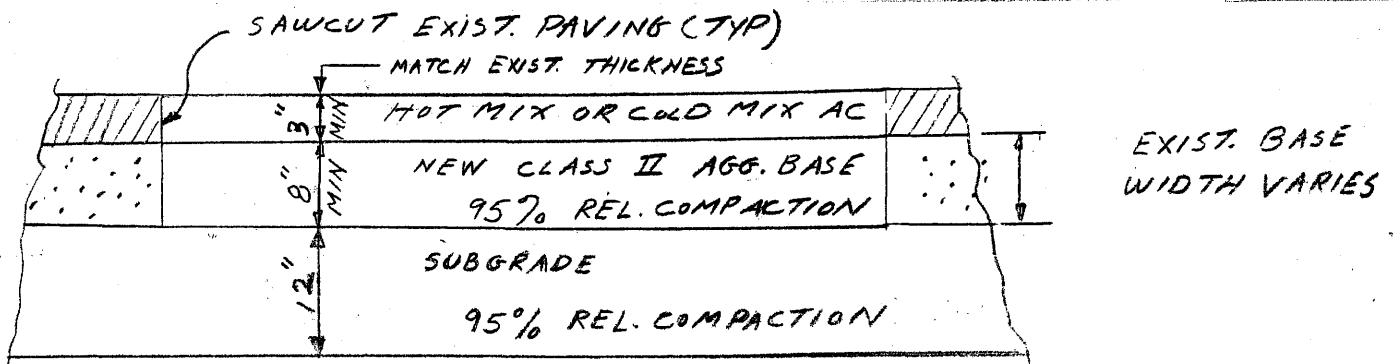 SAWCUT EXIST. PAVING (TYP)
MATCH EXIST. THICKNESS
3" MIN
HOT MIX OR COLD MIX AC
8" MIN
NEW CLASS II AGG. BASE
95% REL. COMPACTION
EXIST. BASE
WIDTH VARIES
12"
SUBGRADE
95% REL. COMPACTION